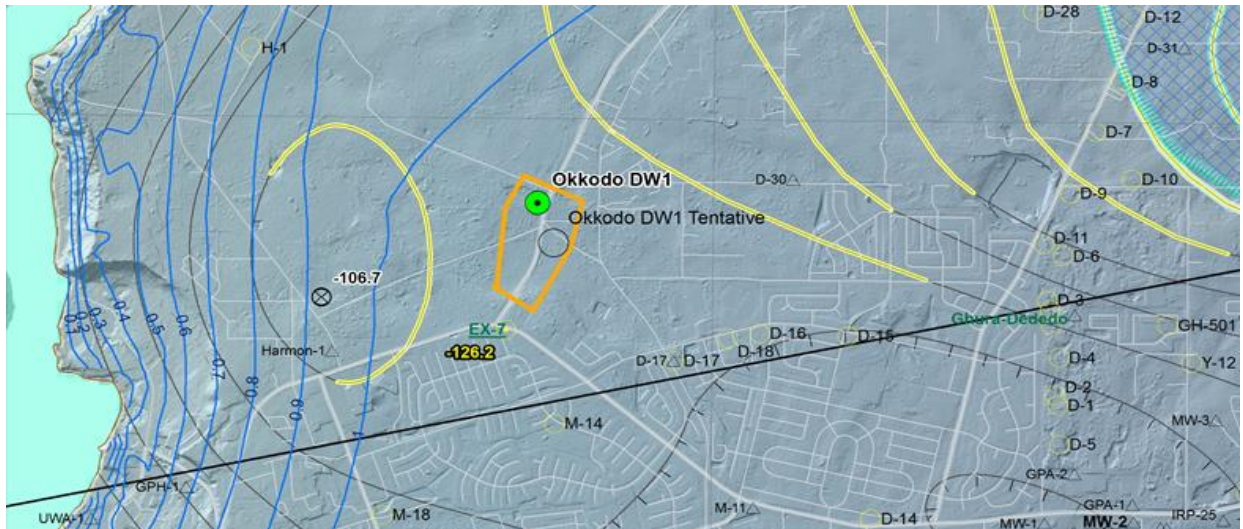 D-28
D-12
D-31
D-8
H-1
D-7
D-30
D-10
Okkodo DW1
D-9
Okkodo DW1 Tentative
D-11
D-6
-106.7
D-3
Ghura-Dededo
GH-501
EX-7
D-16
D-15
D-18
Harmon-1
-126.2
D-17
D-17
D-4
Y-12
D-2
D-1
M-14
MW-3
D-5
GPH-1
GPA-2
UWA-1
M-18
M-11
D-14
MW-1
GPA-1
MW-2
IRP-25
0.1
0.2
0.3
0.4
0.5
0.6
0.7
0.8
0.9
1